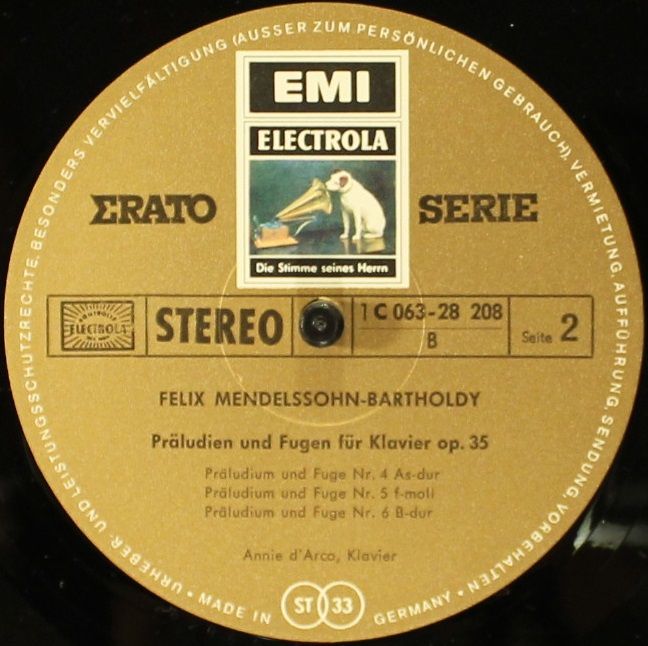 URHEBER- UND LEISTUNGSSCHUTZRECHTE, BESONDERS VERVIELFÄLTIGUNG (AUSSER ZUM PERSÖNLICHEN GEBRAUCH), VERMIETUNG, AUFFÜHRUNG, SENDUNG VORBEHALTEN •
EMI
ELECTROLA
ΣRATO SERIE
Die Stimme seines Herrn
ELECTROLA STEREO 1 C 063-28 208
B
Seite 2
FELIX MENDELSSOHN-BARTHOLDY
Präludien und Fugen für Klavier op. 35
Präludium und Fuge Nr. 4 As-dur
Präludium und Fuge Nr. 5 f-moll
Präludium und Fuge Nr. 6 B-dur
Annie d'Arco, Klavier
• MADE IN ST 33 GERMANY •